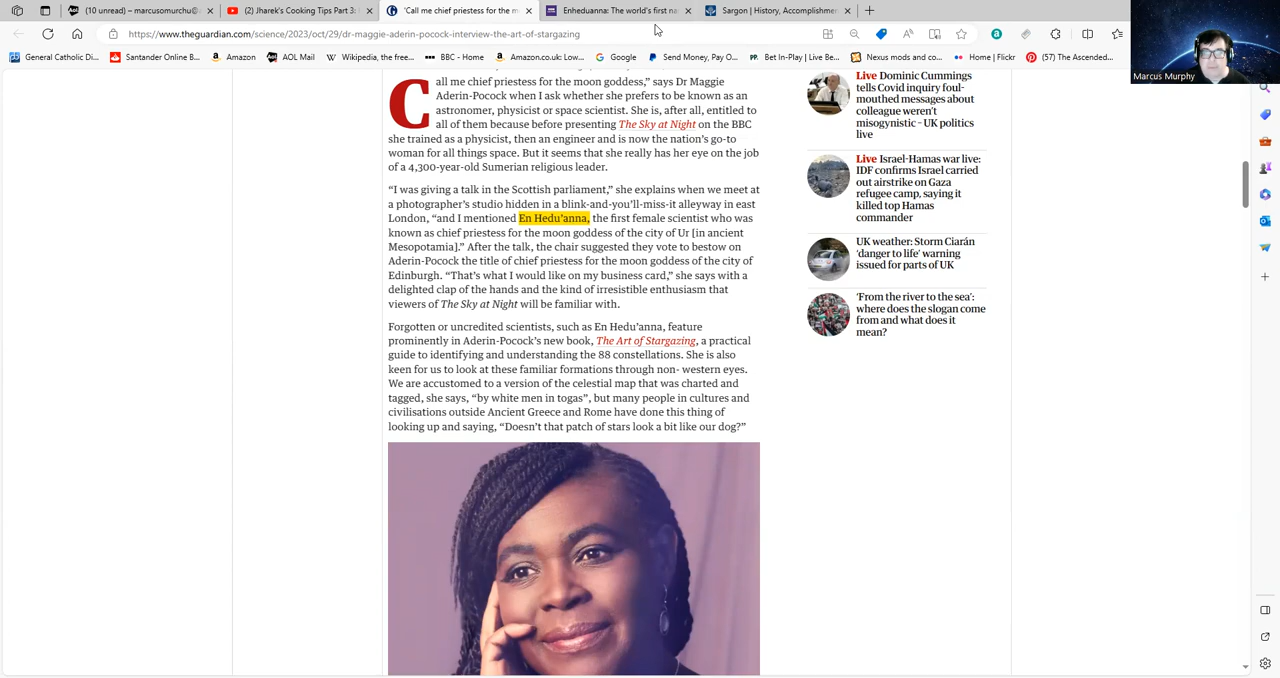 (10 unread) – marcusomurchu@a
(2) Jharek's Cooking Tips Part 3:
'Call me chief priestess for the m
Enheduanna: The world's first na
Sargon | History, Accomplishmen
https://www.theguardian.com/science/2023/oct/29/dr-maggie-aderin-pocock-interview-the-art-of-stargazing
General Catholic Di...
Santander Online B...
Amazon
AOL Mail
Wikipedia, the free...
BBC - Home
Amazon.co.uk: Low...
Google
Send Money, Pay O...
Bet In-Play | Live Be...
Nexus mods and co...
Home | Flickr
(57) The Ascended...
Marcus Murphy
C
all me chief priestess for the moon goddess,” says Dr Maggie
Aderin-Pocock when I ask whether she prefers to be known as an
astronomer, physicist or space scientist. She is, after all, entitled to
all of them because before presenting The Sky at Night on the BBC
she trained as a physicist, then an engineer and is now the nation’s go-to
woman for all things space. But it seems that she really has her eye on the job
of a 4,300-year-old Sumerian religious leader.
“I was giving a talk in the Scottish parliament,” she explains when we meet at
a photographer’s studio hidden in a blink-and-you’ll-miss-it alleyway in east
London, “and I mentioned En Hedu’anna, the first female scientist who was
known as chief priestess for the moon goddess of the city of Ur [in ancient
Mesopotamia].” After the talk, the chair suggested they vote to bestow on
Aderin-Pocock the title of chief priestess for the moon goddess of the city of
Edinburgh. “That’s what I would like on my business card,” she says with a
delighted clap of the hands and the kind of irresistible enthusiasm that
viewers of The Sky at Night will be familiar with.
Forgotten or uncredited scientists, such as En Hedu’anna, feature
prominently in Aderin-Pocock’s new book, The Art of Stargazing, a practical
guide to identifying and understanding the 88 constellations. She is also
keen for us to look at these familiar formations through non- western eyes.
We are accustomed to a version of the celestial map that was charted and
tagged, she says, “by white men in togas”, but many people in cultures and
civilisations outside Ancient Greece and Rome have done this thing of
looking up and saying, “Doesn’t that patch of stars look a bit like our dog?”
Live Dominic Cummings
tells Covid inquiry foul-
mouthed messages about
colleague weren’t
misogynistic – UK politics
live
Live Israel-Hamas war live:
IDF confirms Israel carried
out airstrike on Gaza
refugee camp, saying it
killed top Hamas
commander
UK weather: Storm Ciarán
‘danger to life’ warning
issued for parts of UK
‘From the river to the sea’:
where does the slogan come
from and what does it
mean?